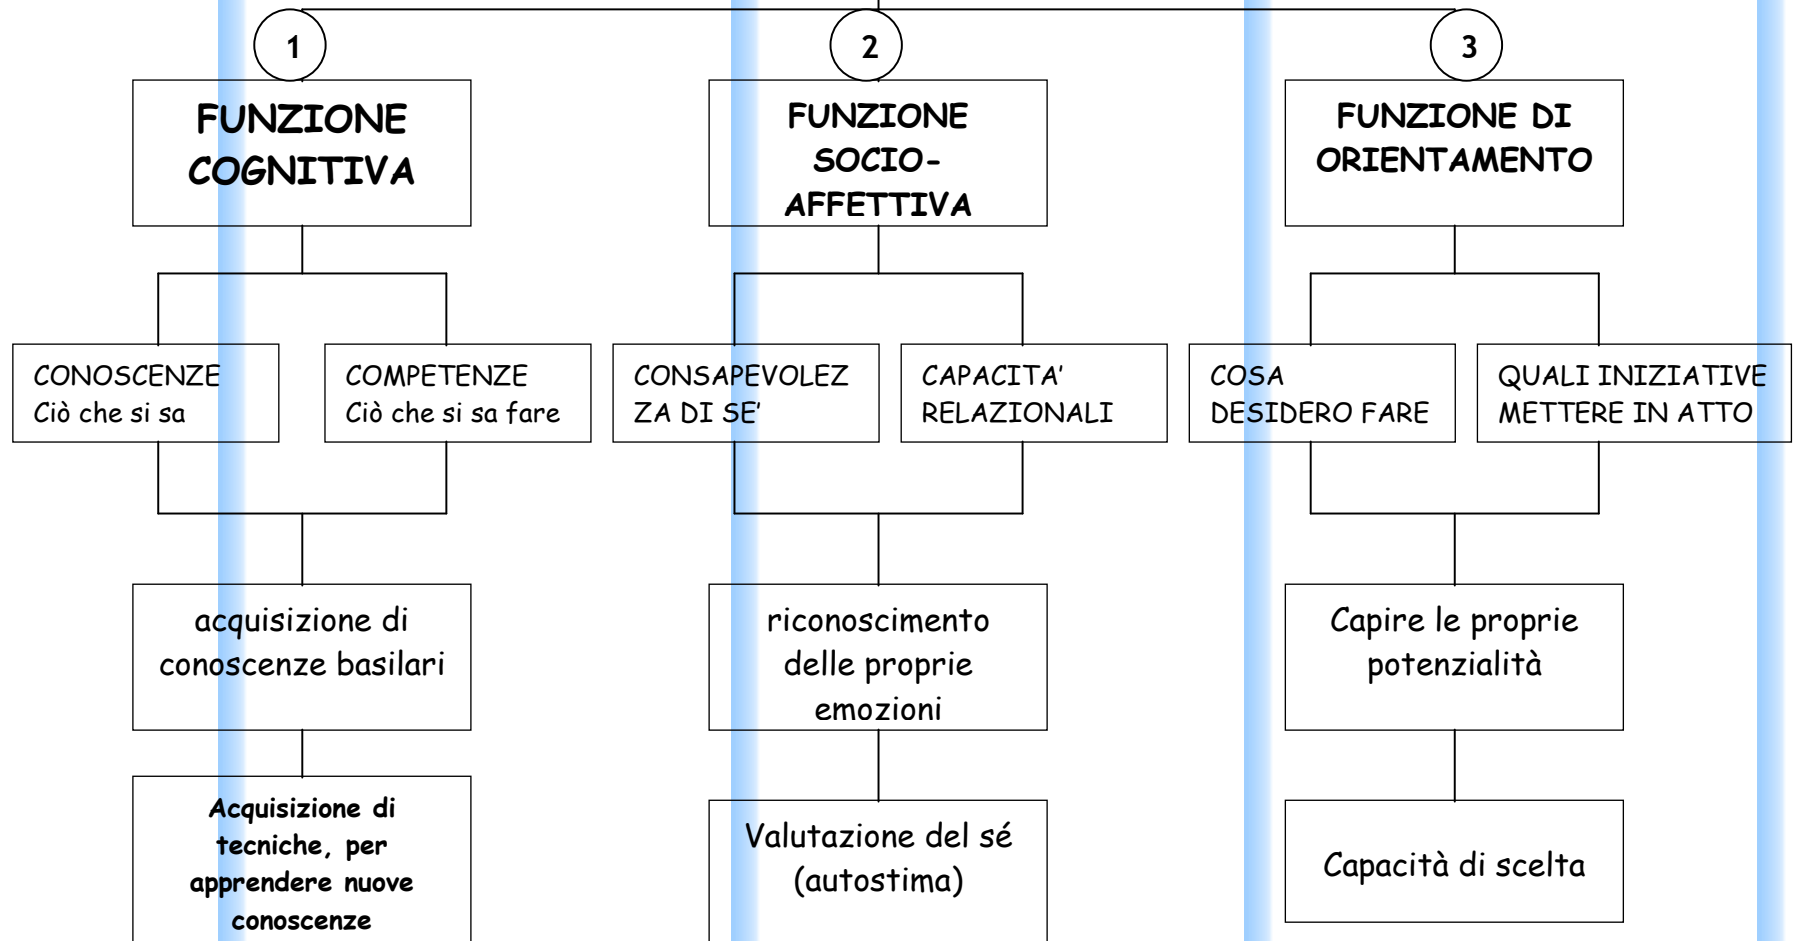 1
FUNZIONE
COGNITIVA
CONOSCENZE
Ciò che si sa
COMPETENZE
Ciò che si sa fare
acquisizione di
conoscenze basilari
Acquisizione di
tecniche, per
apprendere nuove
conoscenze
2
FUNZIONE
SOCIO-
AFFETTIVA
CONSAPEVOLEZ
ZA DI SE’
CAPACITA’
RELAZIONALI
riconoscimento
delle proprie
emozioni
Valutazione del sé
(autostima)
3
FUNZIONE DI
ORIENTAMENTO
COSA
DESIDERO FARE
QUALI INIZIATIVE
METTERE IN ATTO
Capire le proprie
potenzialità
Capacità di scelta